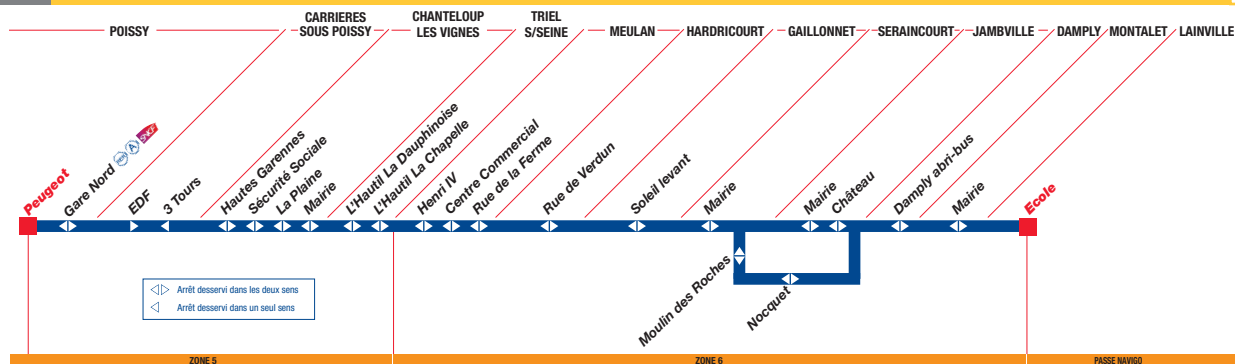 POISSY
CARRIERES
SOUS POISSY
CHANTELOUP
LES VIGNES
TRIEL
S/SEINE
MEULAN
HARDRICOURT
GAILLONNET
SERAINCOURT
JAMBVILLE
DAMPLY
MONTALET
LAINVILLE
Peugeot
Gare Nord RER A SNCF
EDF
3 Tours
Hautes Garennes
Sécurité Sociale
La Plaine
Mairie
L'Hautil La Dauphinoise
L'Hautil La Chapelle
Henri IV
Centre Commercial
Rue de la Ferme
Rue de Verdun
Soleil levant
Mairie
Moulin des Roches
Nocquet
Mairie
Château
Damply abri-bus
Mairie
Ecole
Arrêt desservi dans les deux sens
Arrêt desservi dans un seul sens
ZONE 5
ZONE 6
PASSE NAVIGO